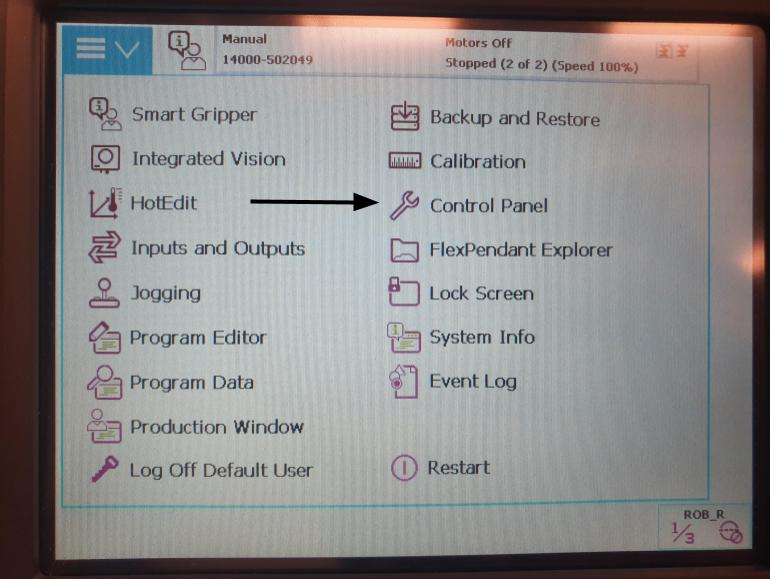 Manual
14000-502049
Motors Off
Stopped (2 of 2) (Speed 100%)
Smart Gripper
Integrated Vision
HotEdit
Inputs and Outputs
Jogging
Program Editor
Program Data
Production Window
Log Off Default User
Backup and Restore
Calibration
Control Panel
FlexPendant Explorer
Lock Screen
System Info
Event Log
Restart
ROB_R
1/3